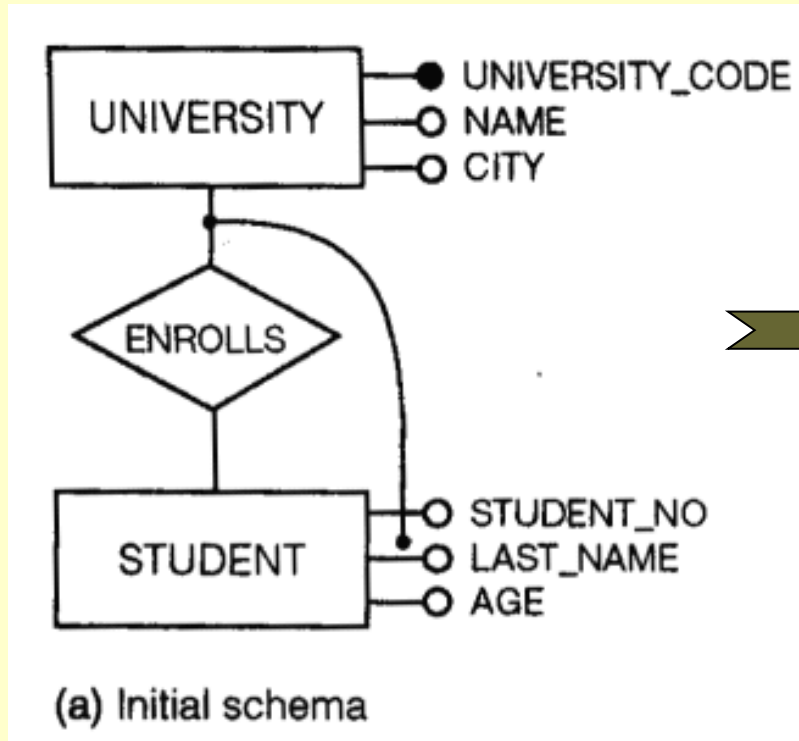 UNIVERSITY
UNIVERSITY_CODE
NAME
CITY
ENROLLS
STUDENT
STUDENT_NO
LAST_NAME
AGE
(a) Initial schema